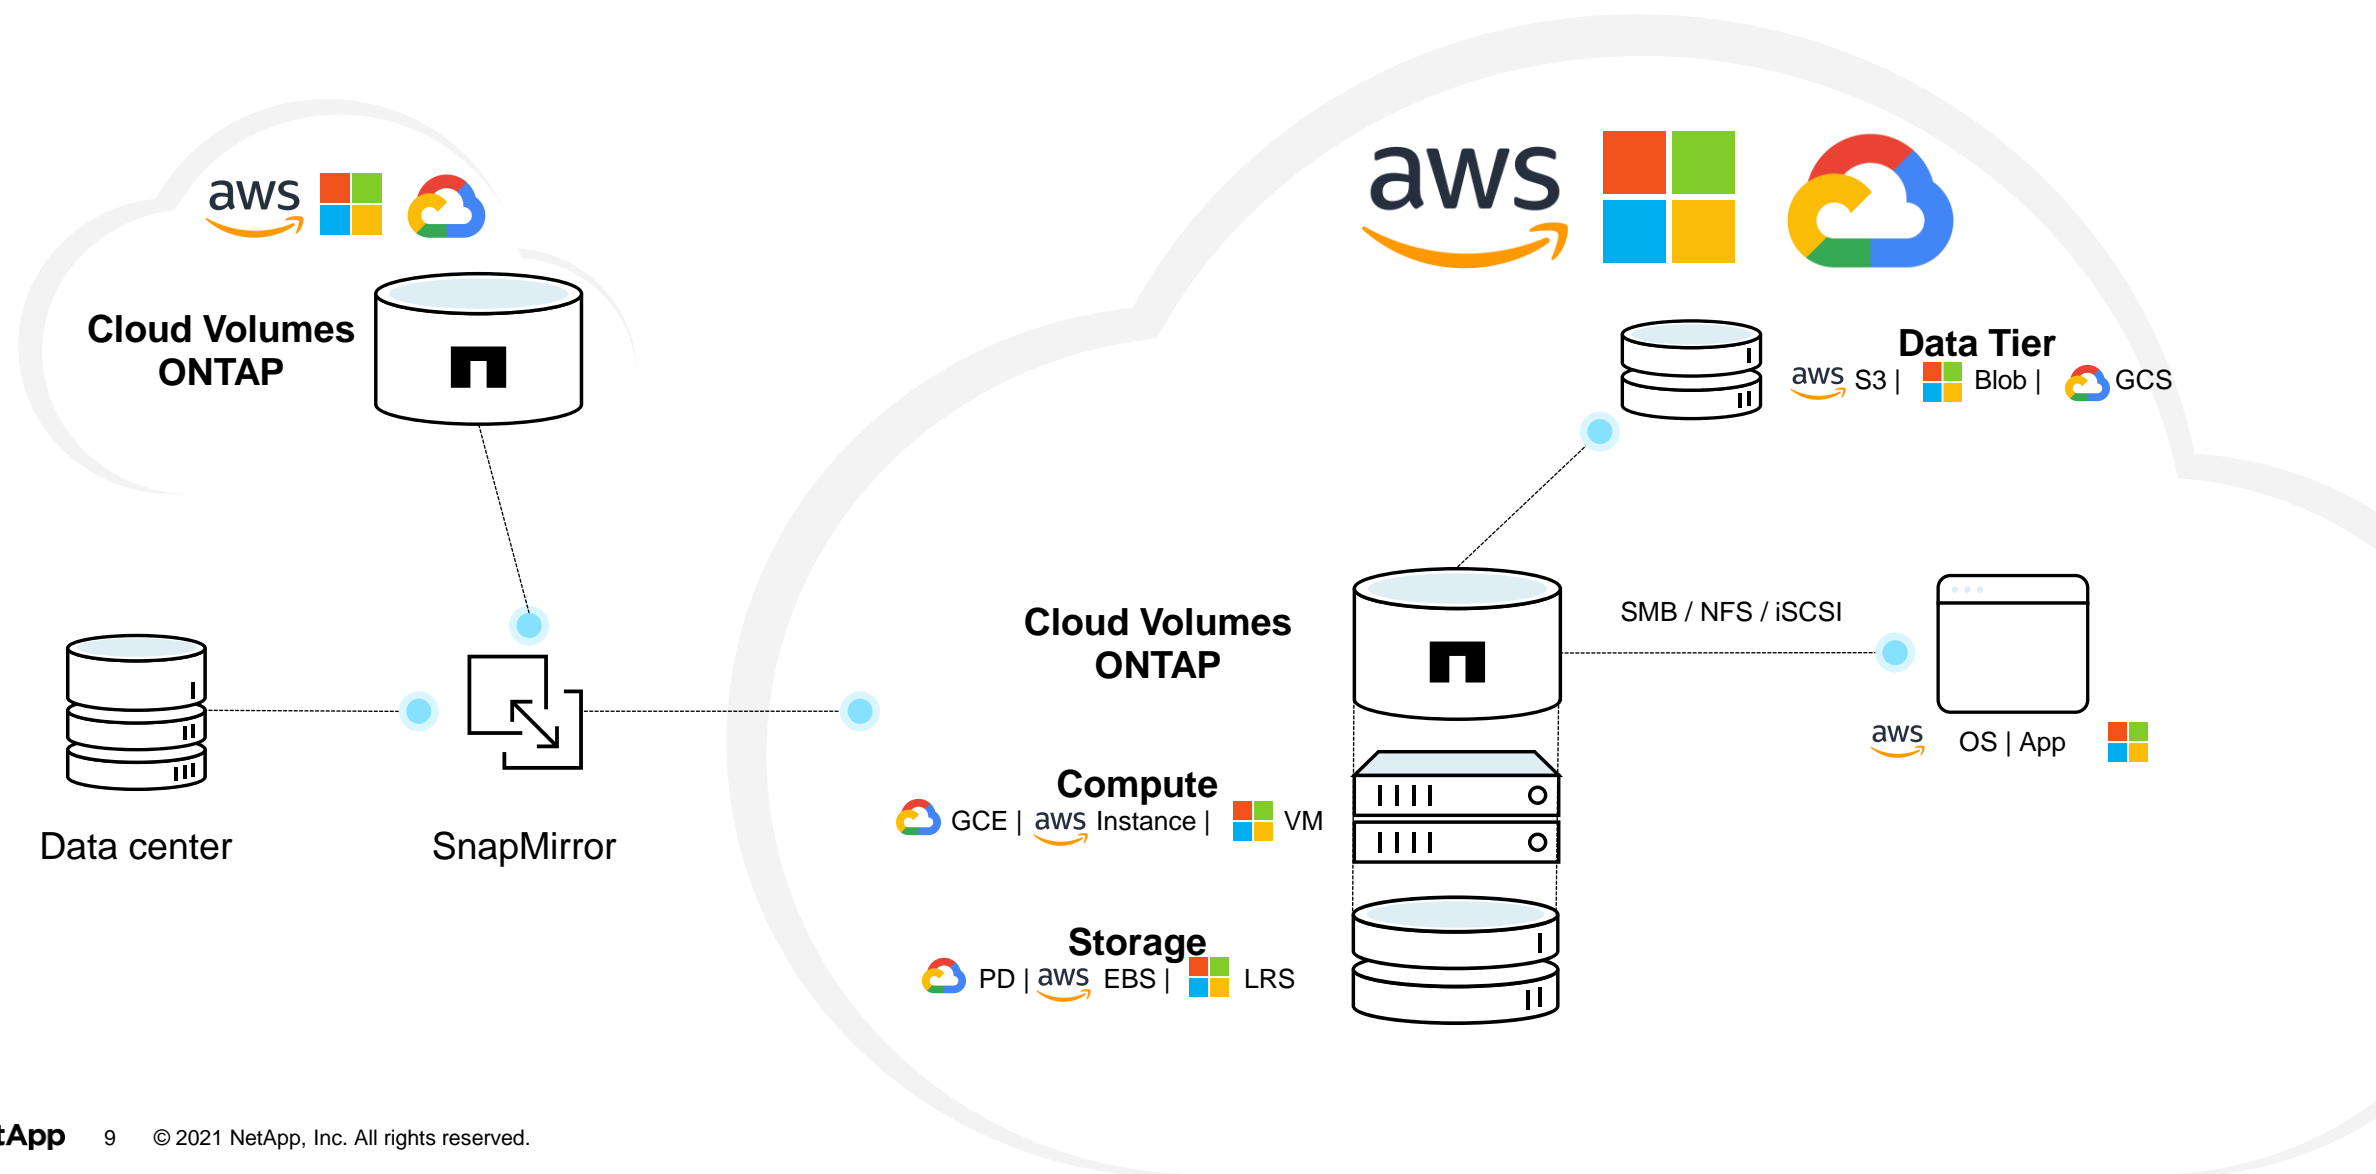 aws
Cloud Volumes
ONTAP
Data center
SnapMirror
aws
Data Tier
aws S3 | Blob | GCS
Cloud Volumes
ONTAP
SMB / NFS / iSCSI
aws OS | App
Compute
GCE | aws Instance | VM
Storage
PD | aws EBS | LRS
tApp 9 © 2021 NetApp, Inc. All rights reserved.